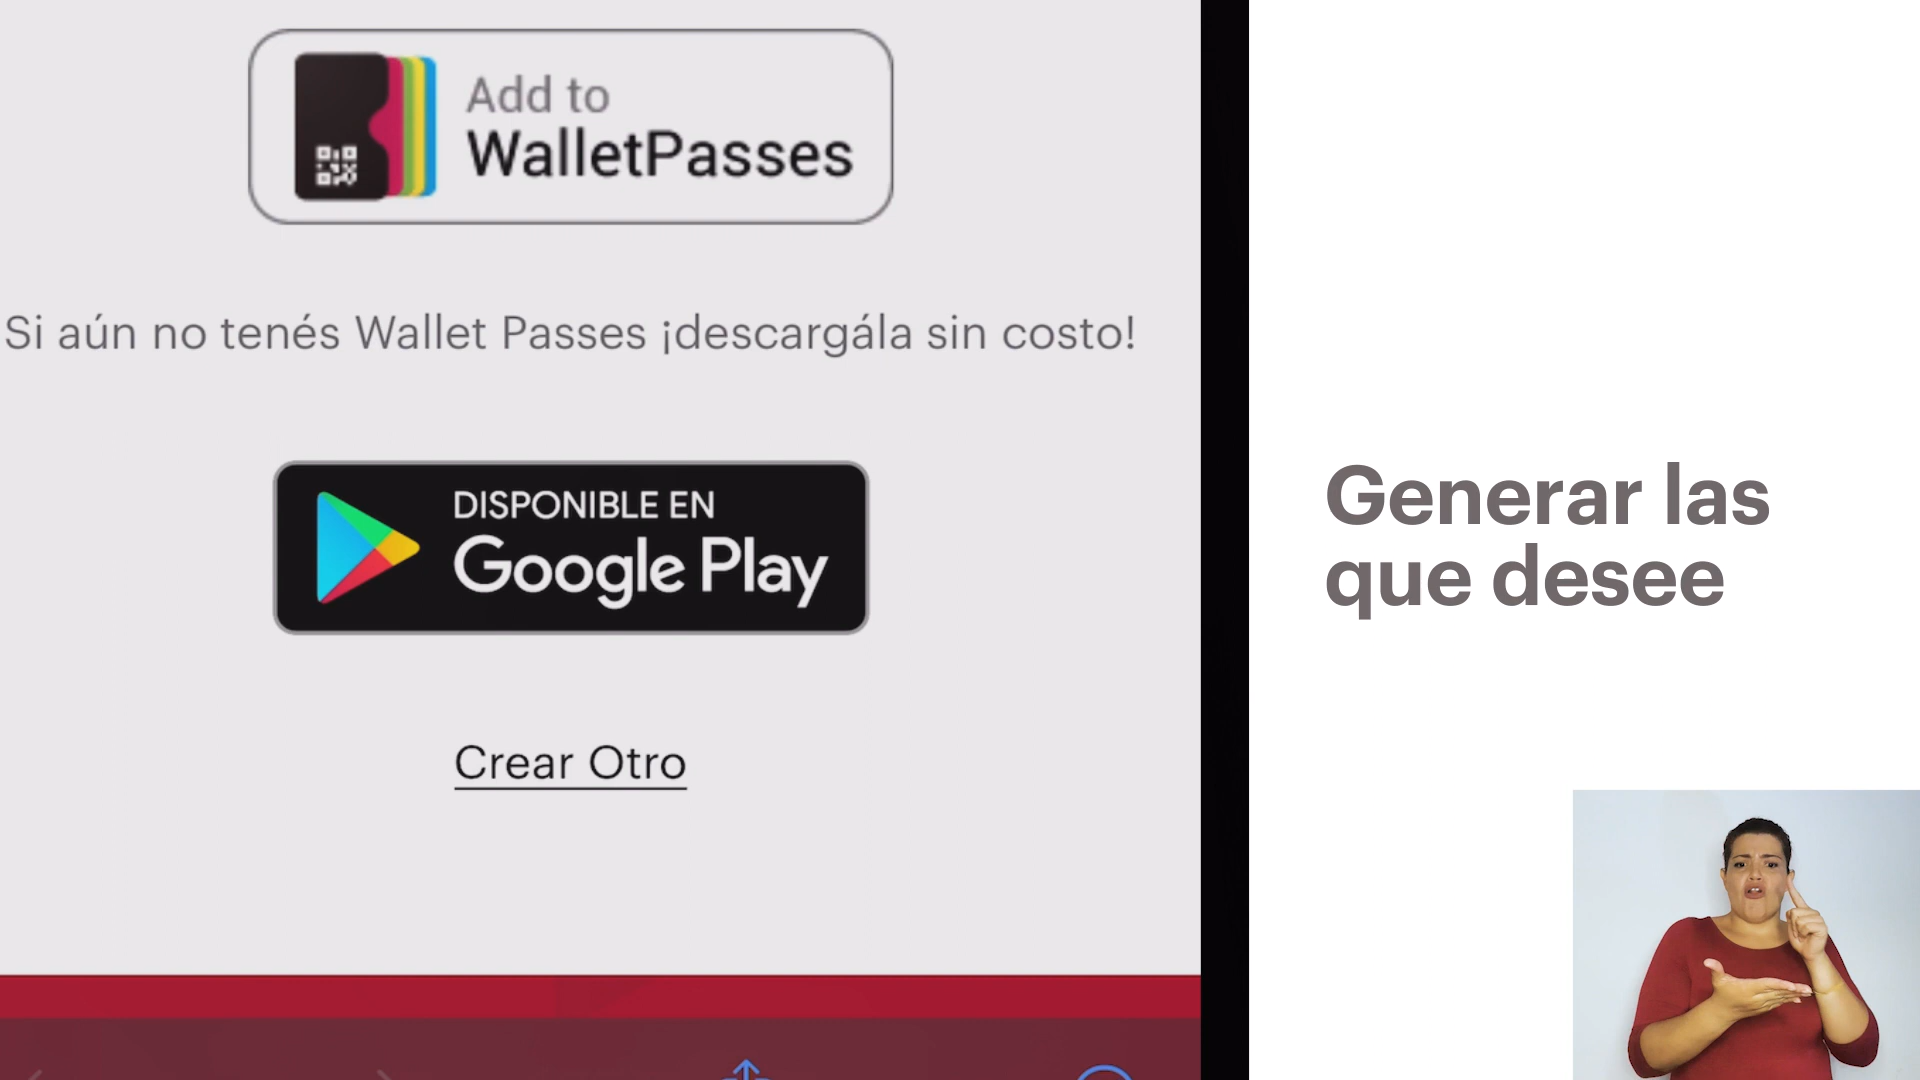 Add to
WalletPasses
Si aún no tenés Wallet Passes ¡descargála sin costo!
DISPONIBLE EN
Google Play
Crear Otro
Generar las
que desee